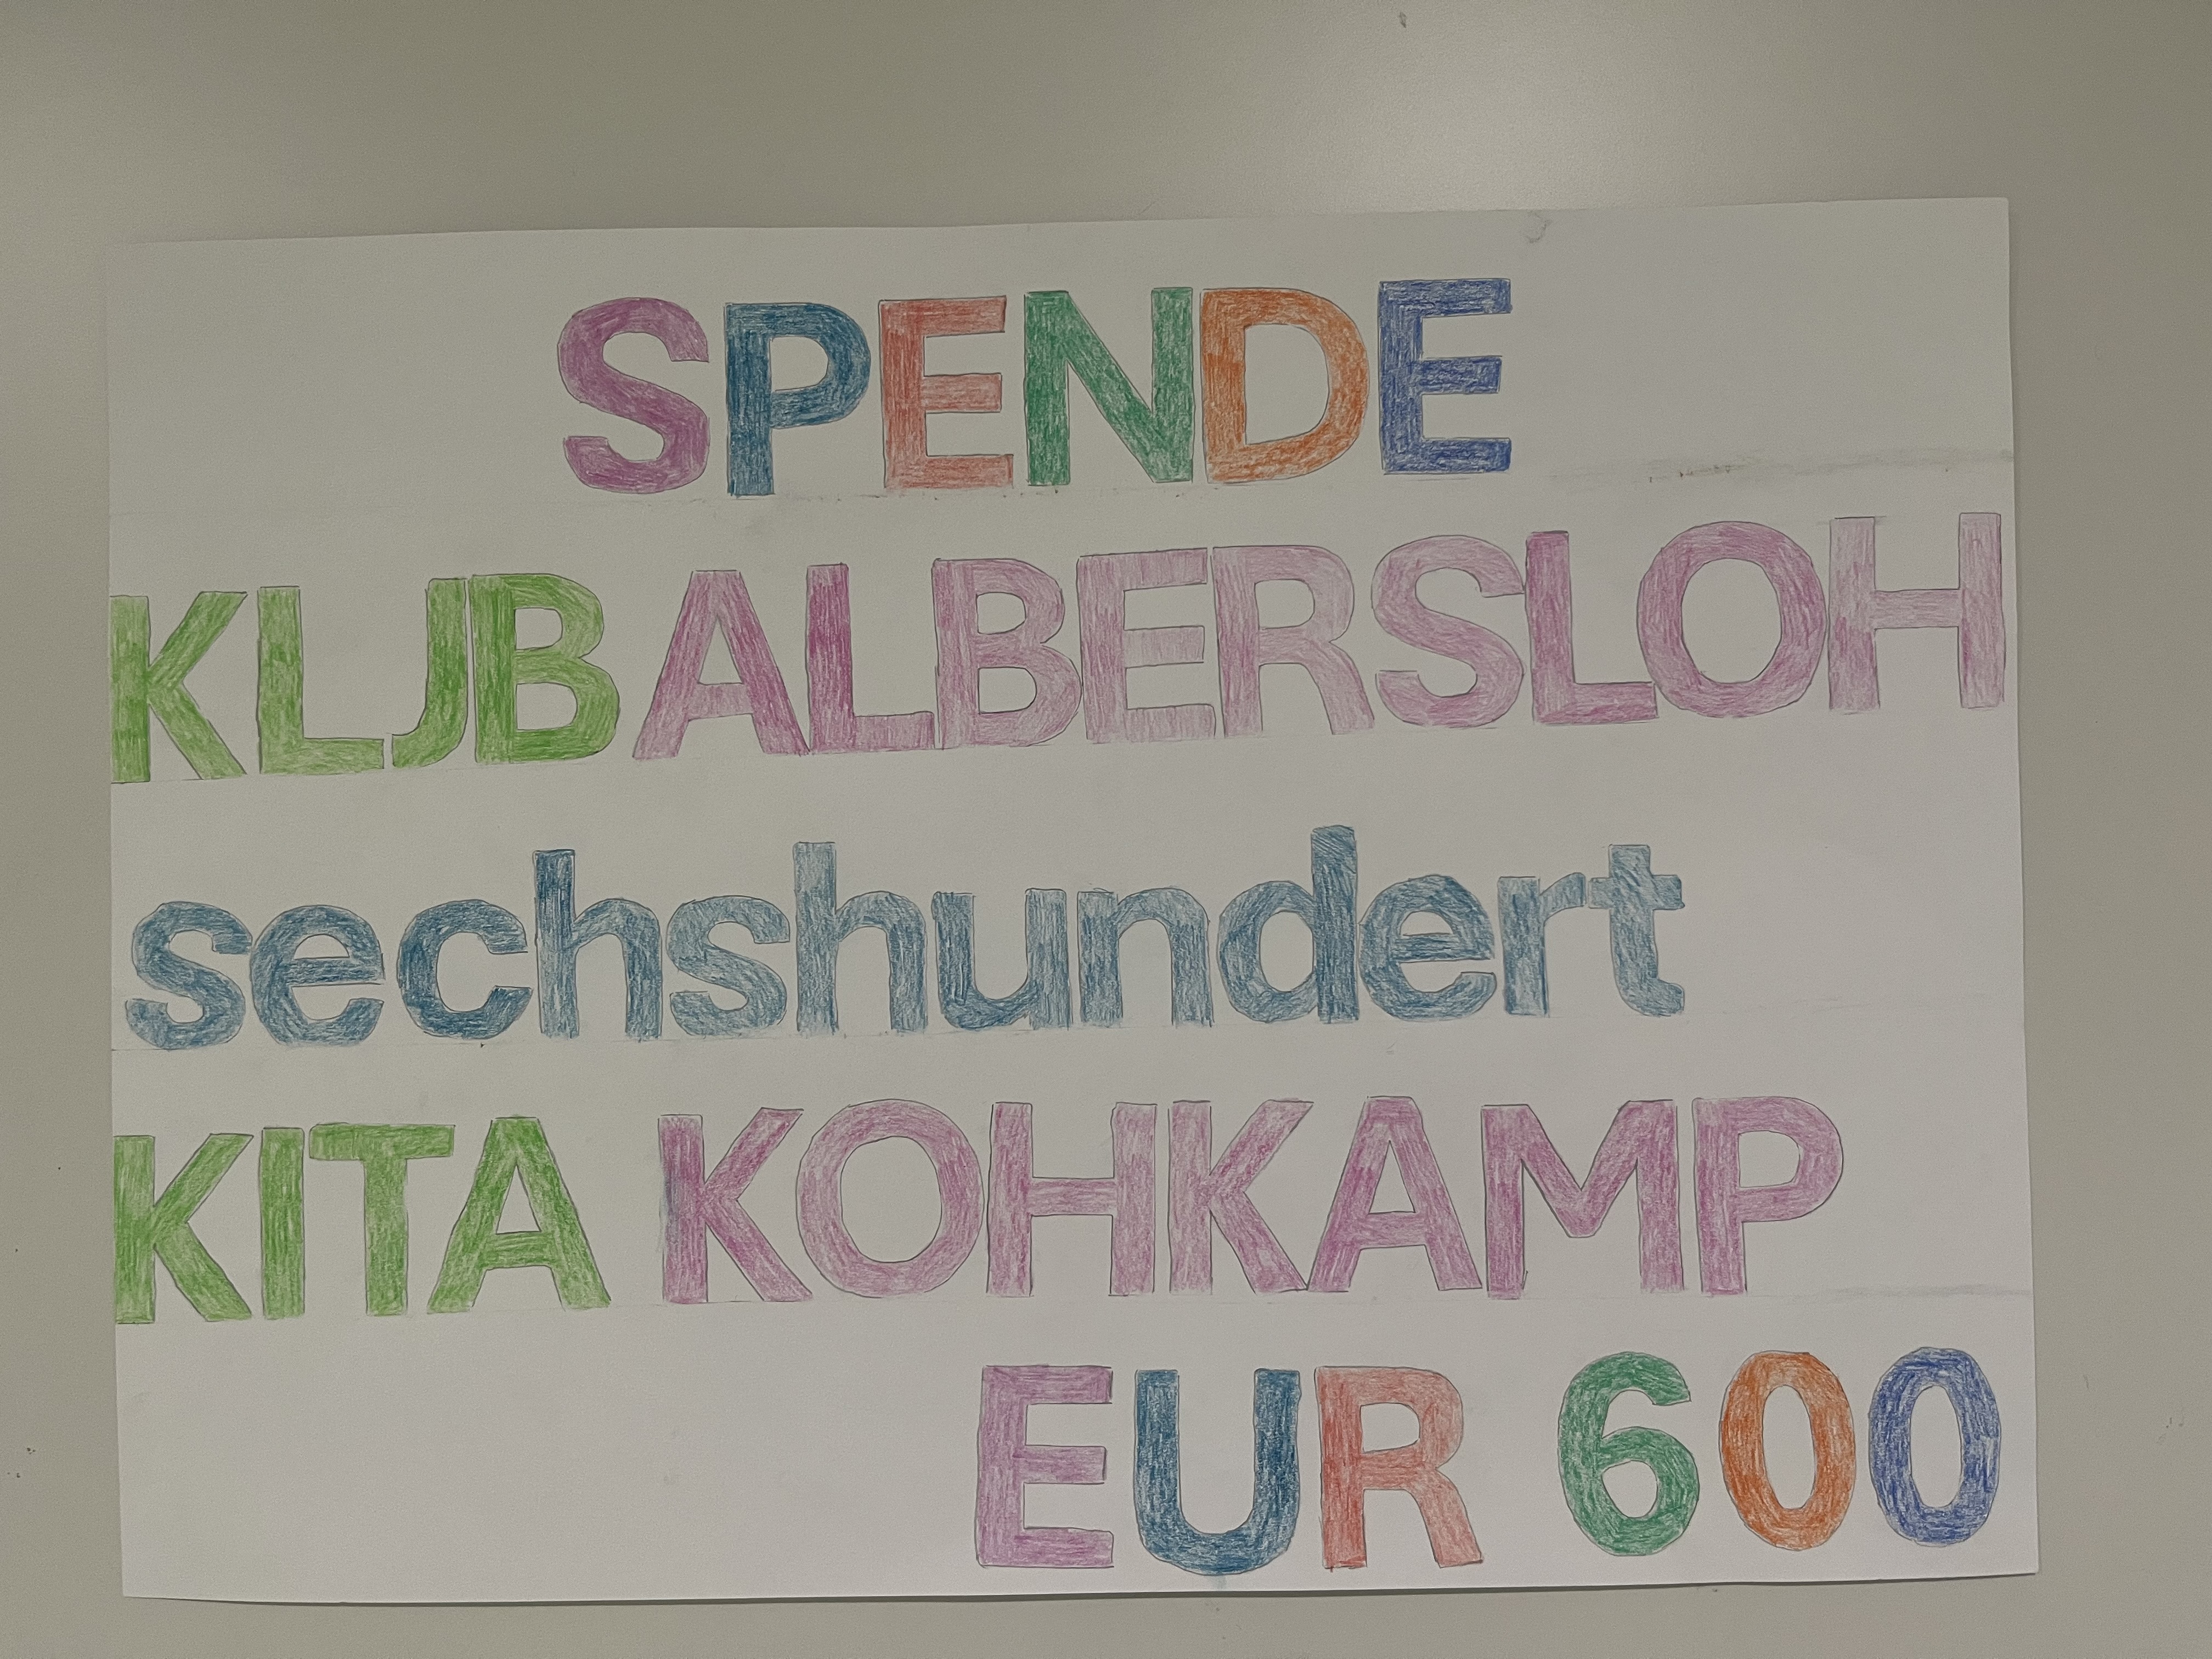 SPENDE
KLJB ALBERSLOH
sechshundert
KITA KOHKAMP
EUR 600